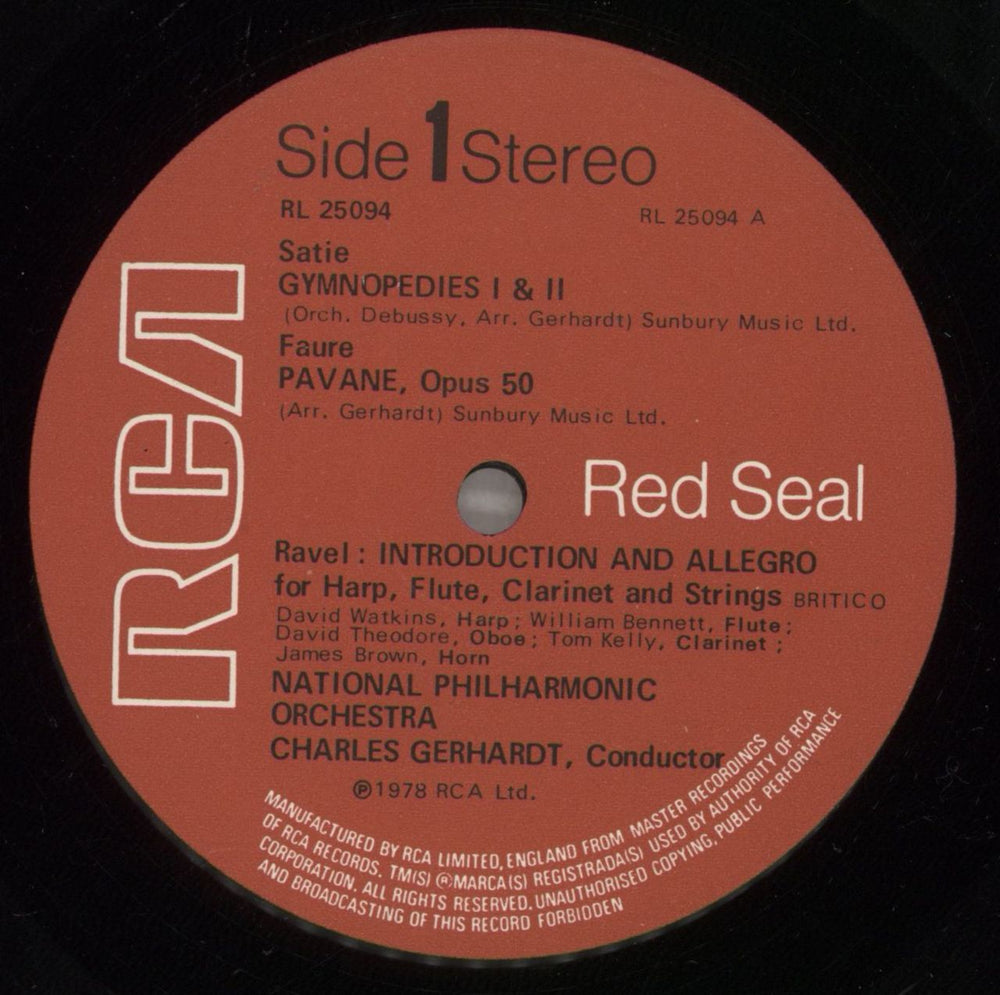 Side 1 Stereo
RL 25094
RL 25094 A
Satie
GYMNOPEDIES I & II
(Orch. Debussy, Arr. Gerhardt) Sunbury Music Ltd.
Faure
PAVANE, Opus 50
(Arr. Gerhardt) Sunbury Music Ltd.
RCA
Red Seal
Ravel: INTRODUCTION AND ALLEGRO
for Harp, Flute, Clarinet and Strings BRITICO
David Watkins, Harp; William Bennett, Flute;
David Theodore, Oboe; Tom Kelly, Clarinet;
James Brown, Horn
NATIONAL PHILHARMONIC
ORCHESTRA
CHARLES GERHARDT, Conductor
℗1978 RCA Ltd.
MANUFACTURED BY RCA LIMITED, ENGLAND FROM MASTER RECORDINGS
OF RCA RECORDS. TM(S) ® MARCA(S) REGISTRADA(S) USED BY AUTHORITY OF RCA
CORPORATION. ALL RIGHTS RESERVED. UNAUTHORISED COPYING, PUBLIC PERFORMANCE
AND BROADCASTING OF THIS RECORD FORBIDDEN